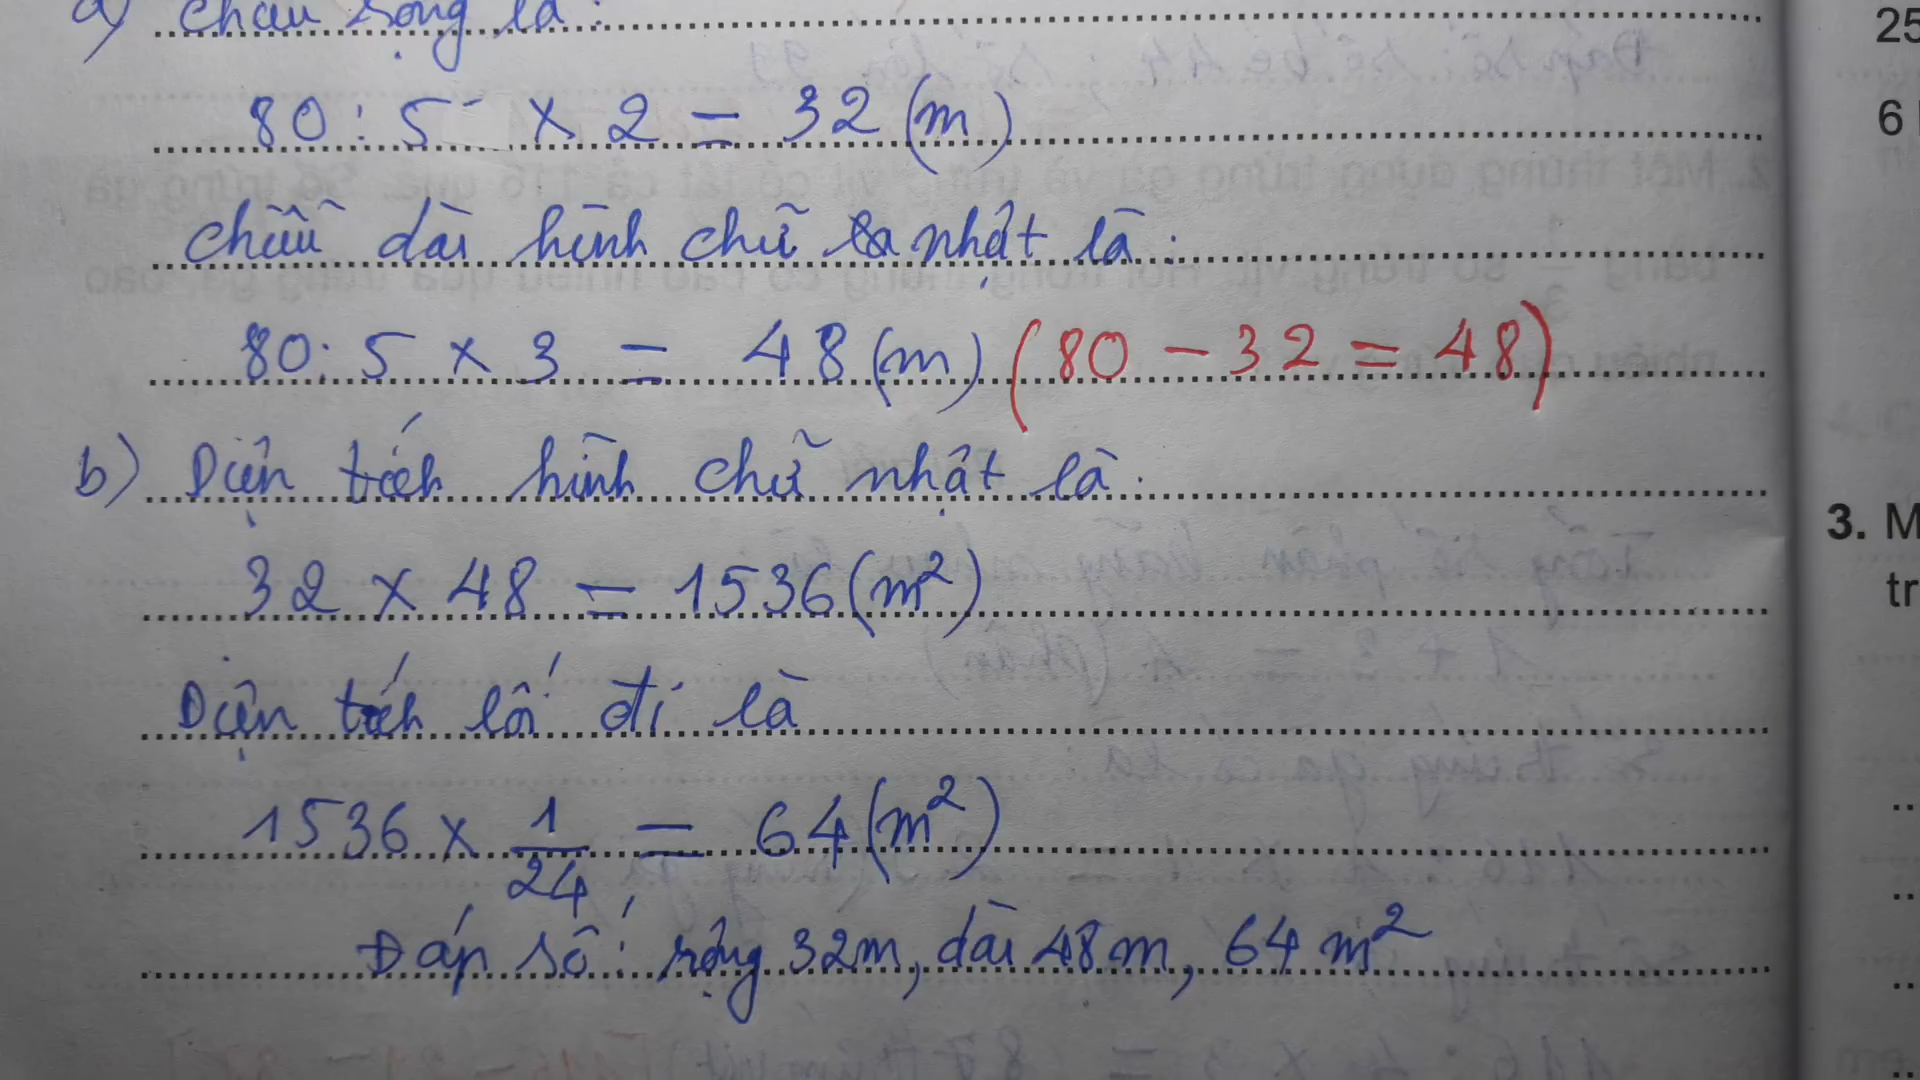 a) Chiều rộng là:
80 : 5 × 2 = 32 (m)
Chiều dài hình chữ nhật là:
80 : 5 × 3 = 48 (m) (80 - 32 = 48)
b) Diện tích hình chữ nhật là.
32 × 48 = 1536 (m²)
Diện tích lối đi là
1536 × 1/24 = 64 (m²)
Đáp số: rộng 32m, dài 48m, 64 m²
25
6
3. M
tr